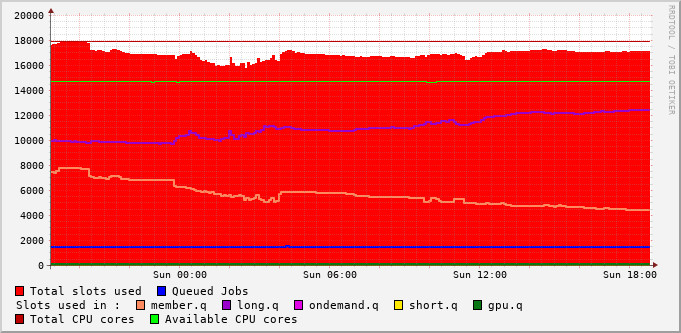 20000
18000
16000
14000
12000
10000
8000
6000
4000
2000
0
Sun 00:00 Sun 06:00 Sun 12:00 Sun 18:00
Total slots used Queued Jobs
Slots used in : member.q long.q ondemand.q short.q gpu.q
Total CPU cores Available CPU cores
RRDTOOL / TOBI OETIKER